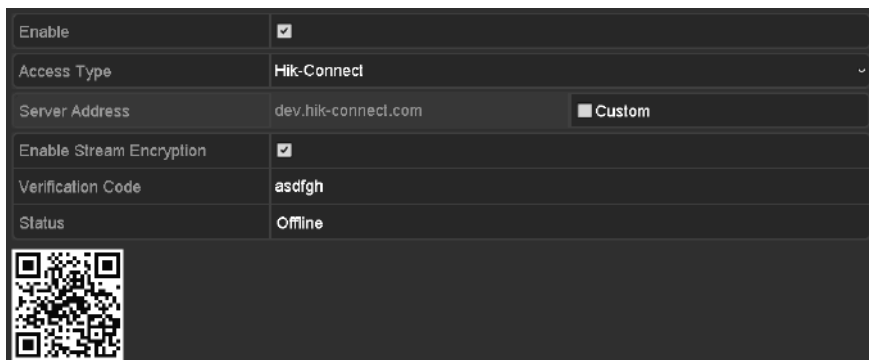 Enable
Access Type Hik-Connect
Server Address dev.hik-connect.com Custom
Enable Stream Encryption
Verification Code asdfgh
Status Offline